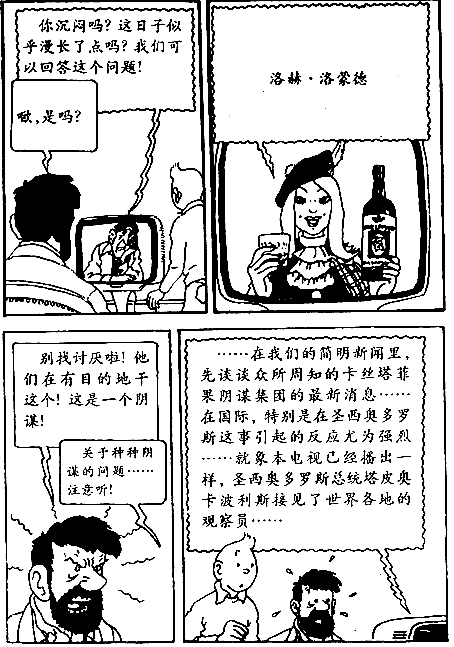 你沉闷吗？这日子似
乎漫长了点吗？我们可
以回答这个问题！
噉，是吗？
洛赫·洛蒙德
别找讨厌啦！他
们在有目的地干
这个！这是一个阴
谋！
关于种种阴
谋的问题……
注意听！
……在我们的简明新闻里，
先谈谈众所周知的卡丝塔菲
果阴谋集团的最新消息……
在国际，特别是在圣西奥多罗
斯这事引起的反应尤为强烈
……就象本电视已经播出一
样，圣西奥多罗斯总统塔皮奥
卡波利斯接见了世界各地的
观察员……